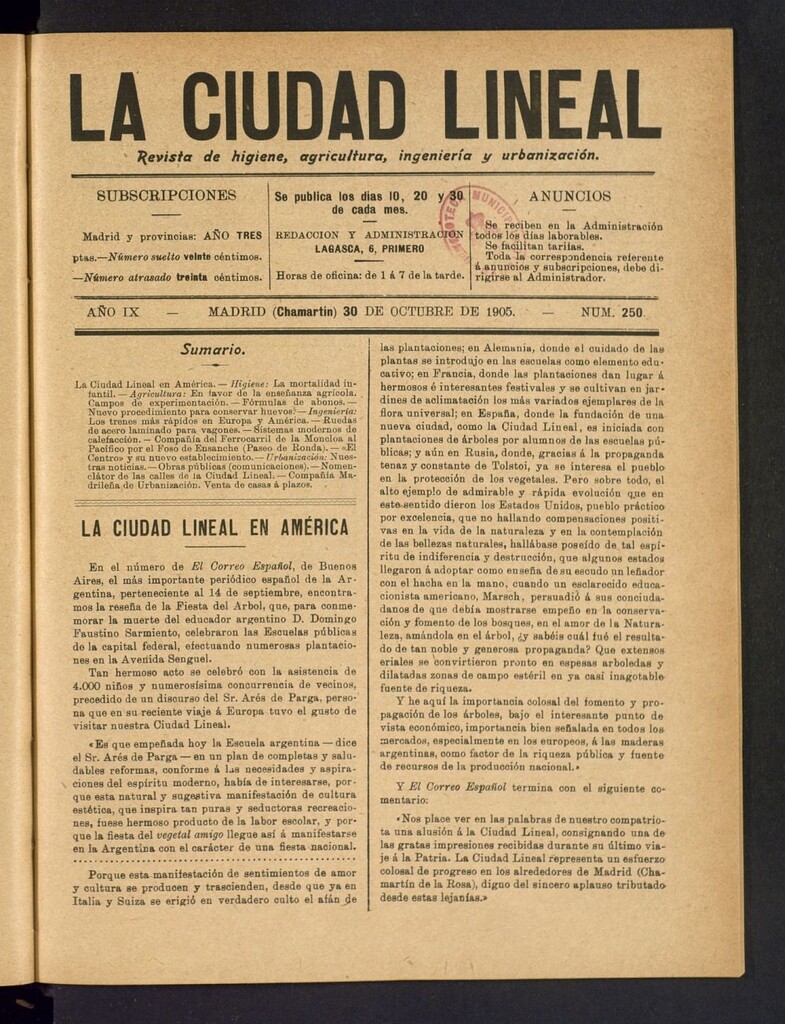 LA CIUDAD LINEAL
Revista de higiene, agricultura, ingeniería y urbanización.
SUBSCRIPCIONES
Madrid y provincias: AÑO TRES
ptas.—Número suelto veinte céntimos.
—Número atrasado treinta céntimos.
Se publica los dias 10, 20 y 30
de cada mes.
REDACCION Y ADMINISTRACION
LAGASCA, 6, PRIMERO
Horas de oficina: de 1 á 7 de la tarde.
ANUNCIOS
Se reciben en la Administración
todos los días laborables.
Se facilitan tarifas.
Toda la correspondencia referente
á anuncios y subscripciones, debe di-
rigirse al Administrador.
AÑO IX — MADRID (Chamartin) 30 DE OCTUBRE DE 1905. — NUM. 250
Sumario.
La Ciudad Lineal en América. — Higiene: La mortalidad in-
fantil. — Agricultura: En favor de la enseñanza agrícola.
Campos de experimentación. — Fórmulas de abonos. —
Nuevo procedimiento para conservar huevos. — Ingeniería:
Los trenes más rápidos en Europa y América. — Ruedas
de acero laminado para vagones. — Sistemas modernos de
calefacción. — Compañía del Ferrocarril de la Moncloa al
Pacífico por el Foso de Ensanche (Paseo de Ronda). — «El
Centro» y su nuevo establecimiento. — Urbanización: Nues-
tras noticias. — Obras públicas (comunicaciones). — Nomen-
clátor de las calles de la Ciudad Lineal. — Compañía Ma-
drileña de Urbanización. Venta de casas á plazos.
LA CIUDAD LINEAL EN AMÉRICA
En el número de El Correo Español, de Buenos
Aires, el más importante periódico español de la Ar-
gentina, perteneciente al 14 de septiembre, encontra-
mos la reseña de la Fiesta del Arbol, que, para conme-
morar la muerte del educador argentino D. Domingo
Faustino Sarmiento, celebraron las Escuelas públicas
de la capital federal, efectuando numerosas plantacio-
nes en la Avenida Senguel.
Tan hermoso acto se celebró con la asistencia de
4.000 niños y numerosísima concurrencia de vecinos,
precedido de un discurso del Sr. Arés de Parga, perso-
na que en su reciente viaje á Europa tuvo el gusto de
visitar nuestra Ciudad Lineal.
«Es que empeñada hoy la Escuela argentina — dice
el Sr. Arés de Parga — en un plan de completas y salu-
dables reformas, conforme á las necesidades y aspira-
ciones del espíritu moderno, había de interesarse, por-
que esta natural y sugestiva manifestación de cultura
estética, que inspira tan puras y seductoras recreacio-
nes, fuese hermoso producto de la labor escolar, y por-
que la fiesta del vegetal amigo llegue así á manifestarse
en la Argentina con el carácter de una fiesta nacional.
Porque esta manifestación de sentimientos de amor
y cultura se producen y trascienden, desde que ya en
Italia y Suiza se erigió en verdadero culto el afán de
las plantaciones; en Alemania, donde el cuidado de las
plantas se introdujo en las escuelas como elemento edu-
cativo; en Francia, donde las plantaciones dan lugar á
hermosos é interesantes festivales y se cultivan en jar-
dines de aclimatación los más variados ejemplares de la
flora universal; en España, donde la fundación de una
nueva ciudad, como la Ciudad Lineal, es iniciada con
plantaciones de árboles por alumnos de las escuelas pú-
blicas; y aún en Rusia, donde, gracias á la propaganda
tenaz y constante de Tolstoi, ya se interesa el pueblo
en la protección de los vegetales. Pero sobre todo, el
alto ejemplo de admirable y rápida evolución que en
este sentido dieron los Estados Unidos, pueblo práctico
por excelencia, que no hallando compensaciones positi-
vas en la vida de la naturaleza y en la contemplación
de las bellezas naturales, hallábase poseído de tal espí-
ritu de indiferencia y destrucción, que algunos estados
llegaron á adoptar como enseña de su escudo un leñador
con el hacha en la mano, cuando un esclarecido educa-
cionista americano, Marsch, persuadió á sus conciuda-
danos de que debía mostrarse empeño en la conserva-
ción y fomento de los bosques, en el amor de la Natura-
leza, amándola en el árbol, ¿y sabéis cuál fué el resulta-
do de tan noble y generosa propaganda? Que extensos
eriales se convirtieron pronto en espesas arboledas y
dilatadas zonas de campo estéril en ya casi inagotable
fuente de riqueza.
Y he aquí la importancia colosal del fomento y pro-
pagación de los árboles, bajo el interesante punto de
vista económico, importancia bien señalada en todos los
mercados, especialmente en los europeos, á las maderas
argentinas, como factor de la riqueza pública y fuente
de recursos de la producción nacional.»
Y El Correo Español termina con el siguiente co-
mentario:
«Nos place ver en las palabras de nuestro compatrio-
ta una alusión á la Ciudad Lineal, consignando una de
las gratas impresiones recibidas durante su último via-
je á la Patria. La Ciudad Lineal representa un esfuerzo
colosal de progreso en los alrededores de Madrid (Cha-
martín de la Rosa), digno del sincero aplauso tributado
desde estas lejanías.»